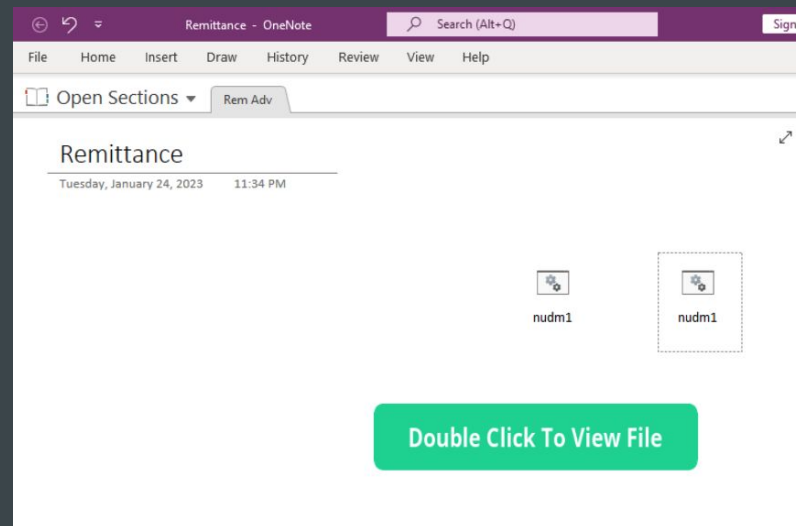 Remittance - OneNote
Search (Alt+Q)
Sign
File Home Insert Draw History Review View Help
Open Sections
Rem Adv
Remittance
Tuesday, January 24, 2023 11:34 PM
nudm1 nudm1
Double Click To View File